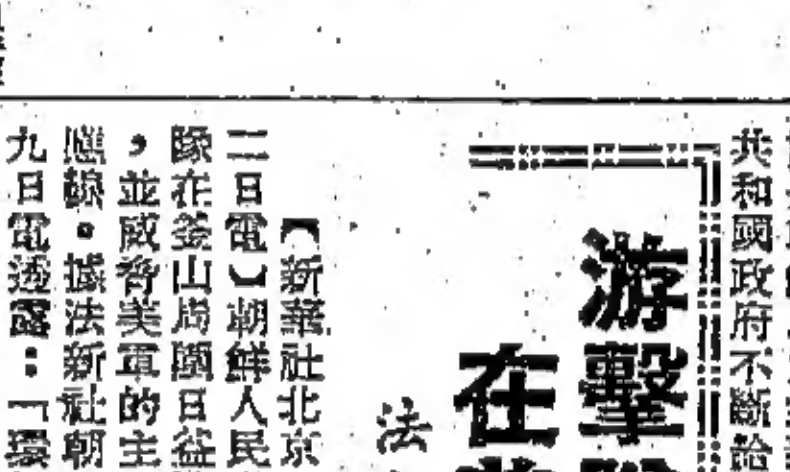 共和國政府不斷
游擊
在
法
【新華社北京
二日電】朝鮮人民
隊在釜山周圍日益
，並威脅美軍的主
應線。據法新社朝
九日電透露：「環